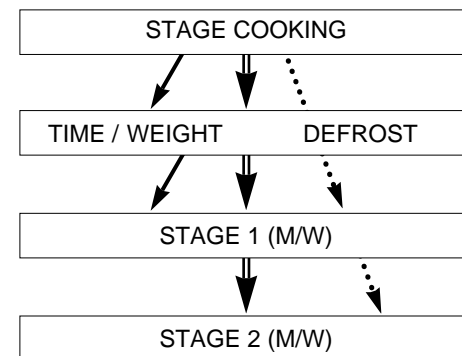 STAGE COOKING
TIME / WEIGHT DEFROST
STAGE 1 (M/W)
STAGE 2 (M/W)